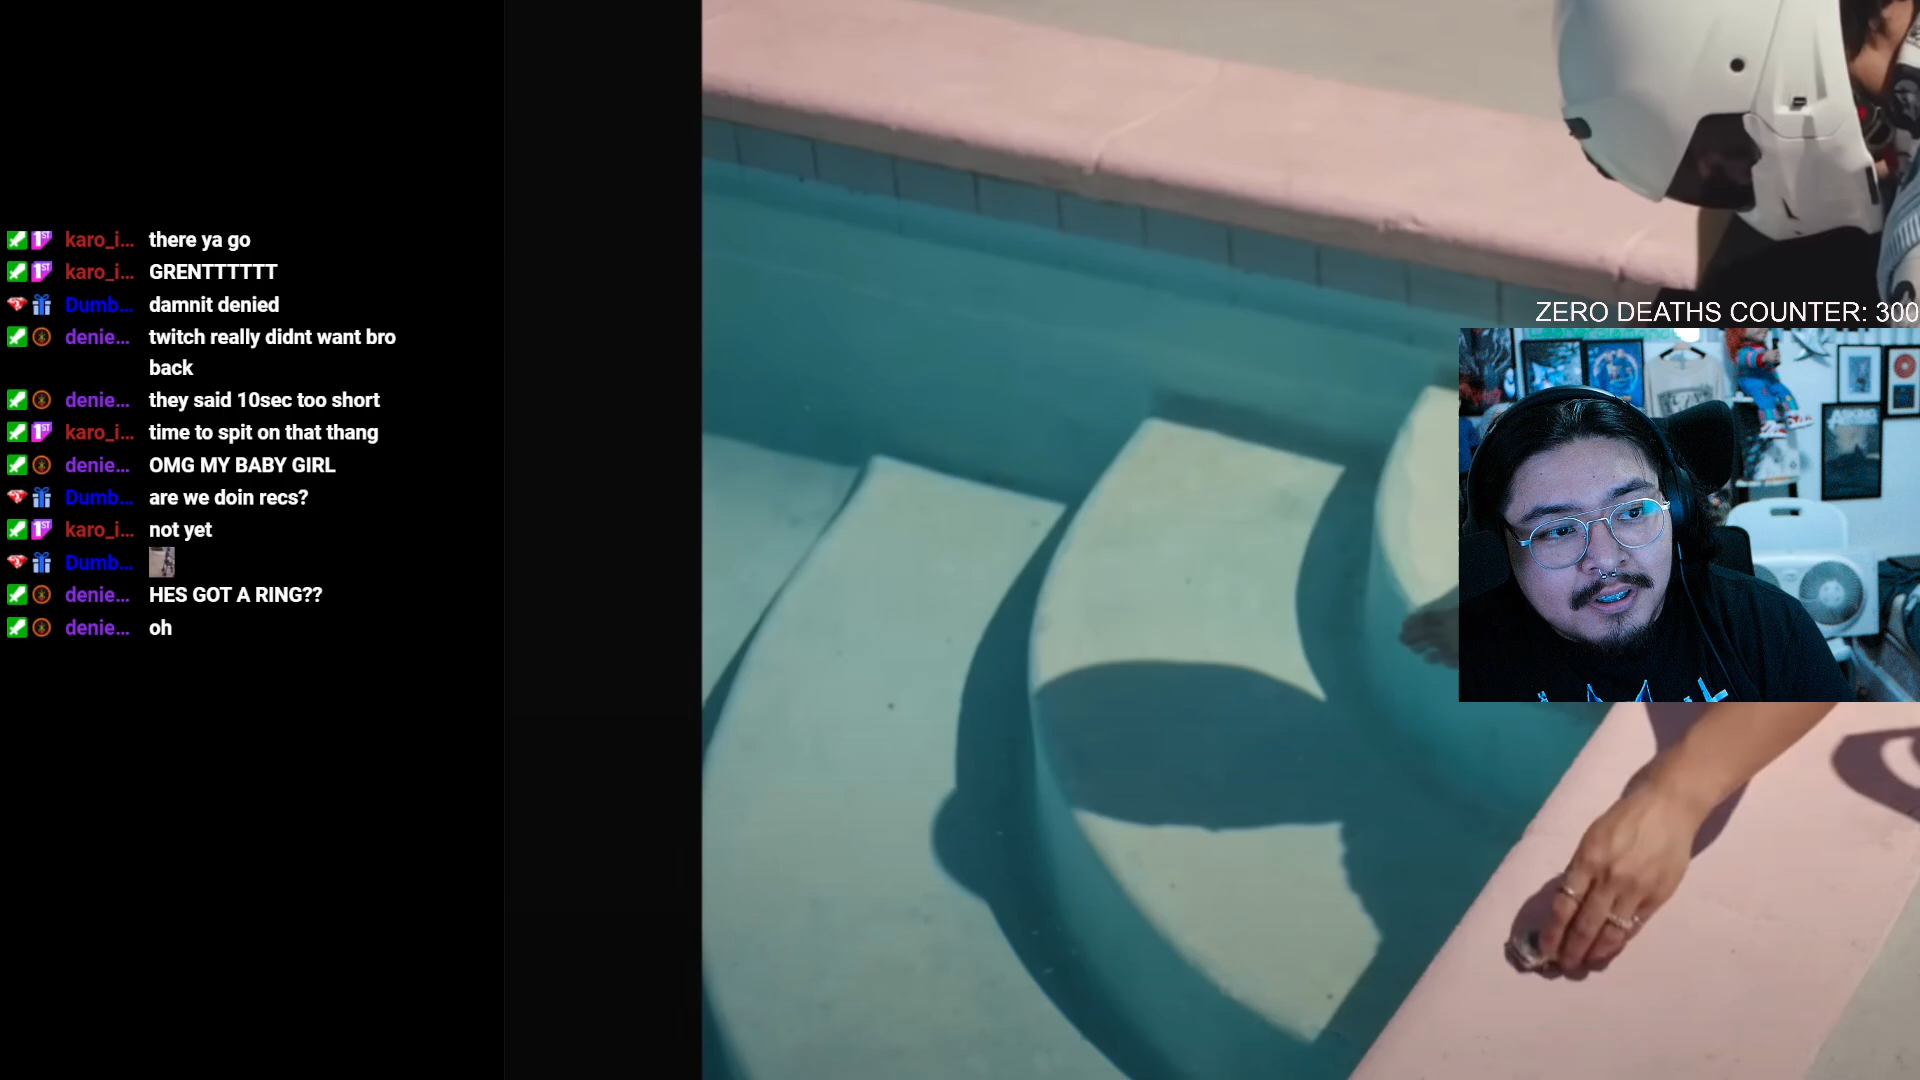 karo_i... there ya go
karo_i... GRENTTTTTT
Dumb... damnit denied
denie... twitch really didnt want bro
back
denie... they said 10sec too short
karo_i... time to spit on that thang
denie... OMG MY BABY GIRL
Dumb... are we doin recs?
karo_i... not yet
Dumb...
denie... HES GOT A RING??
denie... oh
ZERO DEATHS COUNTER: 300
ASKING